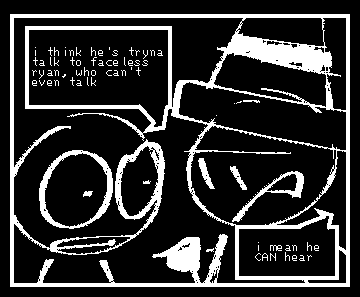 i think he's tryna
talk to faceless
ryan, who can't
even talk
i mean he
CAN hear